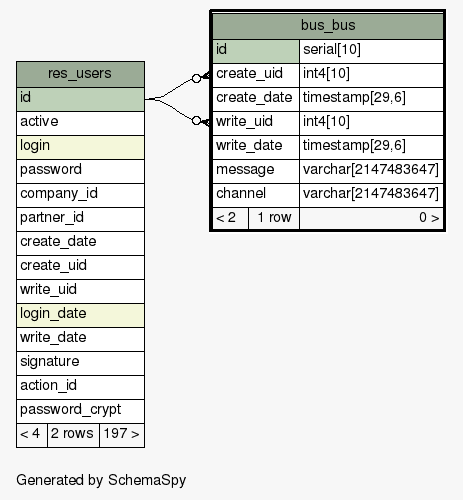 bus_bus
id serial[10]
create_uid int4[10]
create_date timestamp[29,6]
write_uid int4[10]
write_date timestamp[29,6]
message varchar[2147483647]
channel varchar[2147483647]
< 2 1 row 0 >
res_users
id
active
login
password
company_id
partner_id
create_date
create_uid
write_uid
login_date
write_date
signature
action_id
password_crypt
< 4 2 rows 197 >
Generated by SchemaSpy